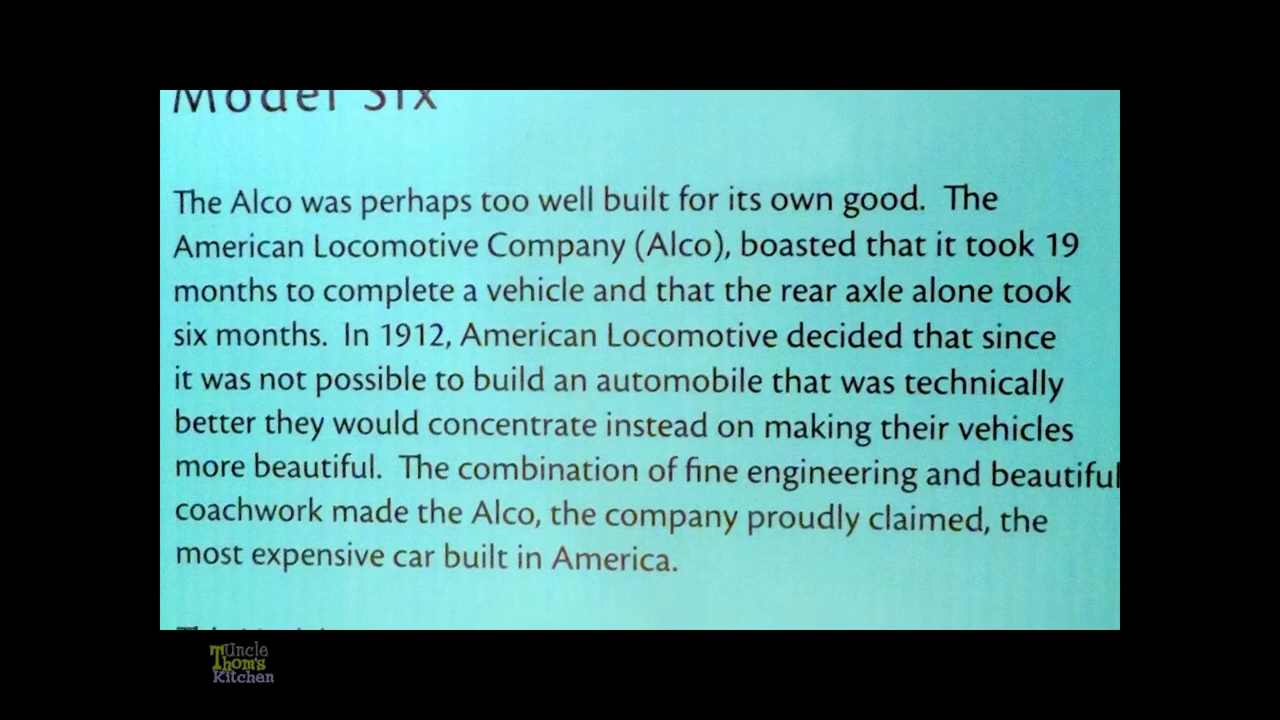 Model Six
The Alco was perhaps too well built for its own good. The
American Locomotive Company (Alco), boasted that it took 19
months to complete a vehicle and that the rear axle alone took
six months. In 1912, American Locomotive decided that since
it was not possible to build an automobile that was technically
better they would concentrate instead on making their vehicles
more beautiful. The combination of fine engineering and beautiful
coachwork made the Alco, the company proudly claimed, the
most expensive car built in America.
Uncle
Thom's
Kitchen